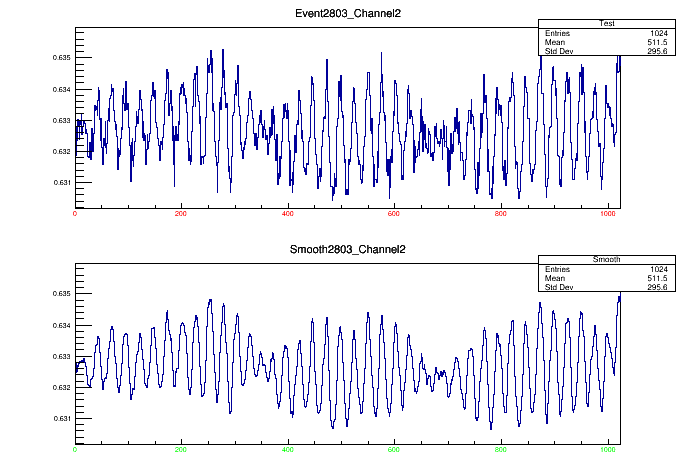 Event2803_Channel2
Test
Entries 1024
Mean 511.5
Std Dev 295.6
0.635
0.634
0.633
0.632
0.631
0 200 400 600 800 1000
Smooth2803_Channel2
Smooth
Entries 1024
Mean 511.5
Std Dev 295.6
0.635
0.634
0.633
0.632
0.631
0 200 400 600 800 1000